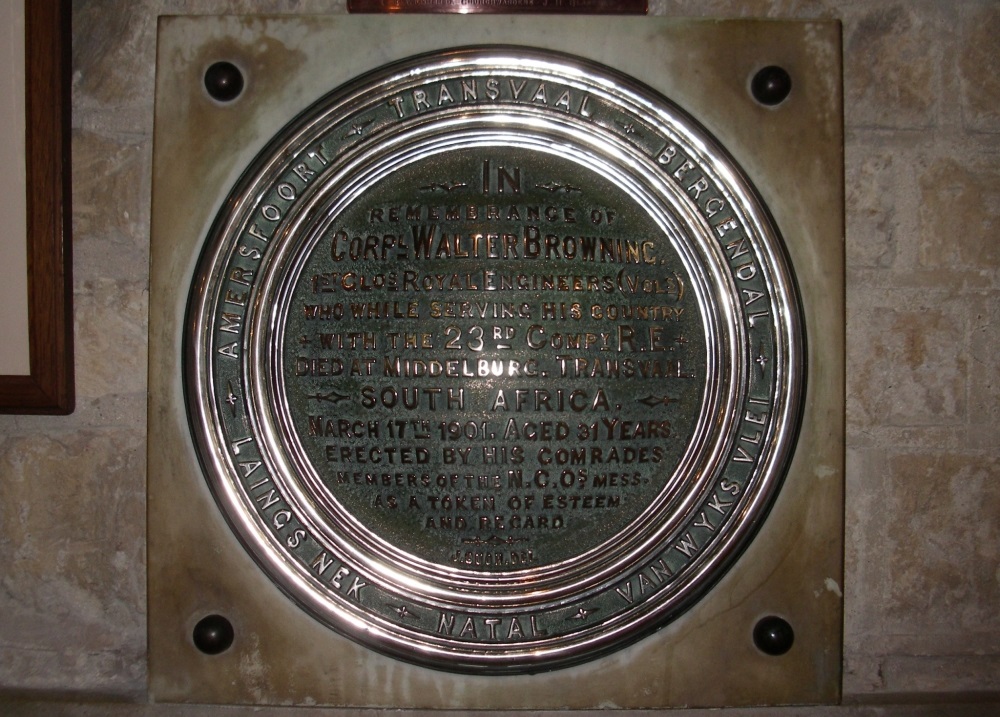 TRANSVAAL
BERGENDAL
VAN WYKS VLEI
NATAL
LAINGS NEK
AMERSFOORT
IN
REMEMBRANCE OF
CORPL WALTER BROWNING.
1ST GLOS ROYAL ENGINEERS (VOLS)
WHO WHILE SERVING HIS COUNTRY
WITH THE 23RD COMPY R.E.
DIED AT MIDDELBURG, TRANSVAAL,
SOUTH AFRICA.
MARCH 17TH 1901. AGED 31 YEARS.
ERECTED BY HIS COMRADES
MEMBERS OF THE N.C.OS MESS.
AS A TOKEN OF ESTEEM
AND REGARD.